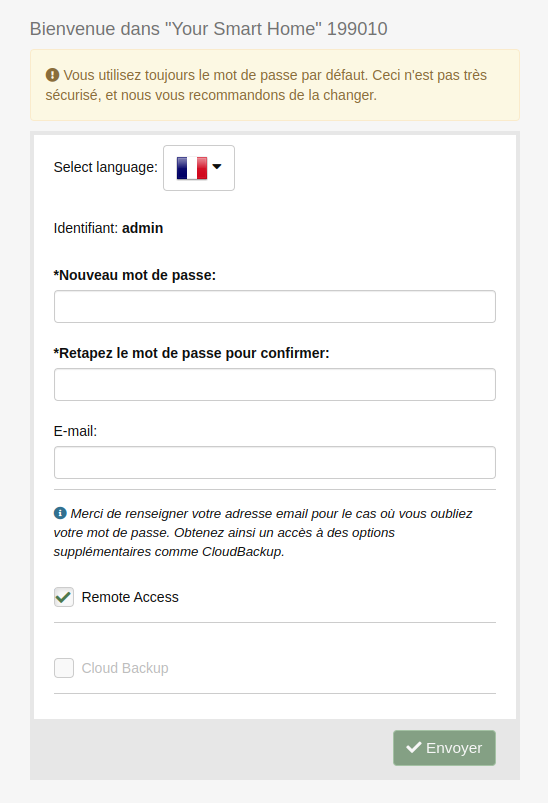 Bienvenue dans "Your Smart Home" 199010
Vous utilisez toujours le mot de passe par défaut. Ceci n'est pas très
sécurisé, et nous vous recommandons de la changer.
Select language:
Identifiant: admin
*Nouveau mot de passe:
*Retapez le mot de passe pour confirmer:
E-mail:
Merci de renseigner votre adresse email pour le cas où vous oubliez
votre mot de passe. Obtenez ainsi un accès à des options
supplémentaires comme CloudBackup.
Remote Access
Cloud Backup
Envoyer